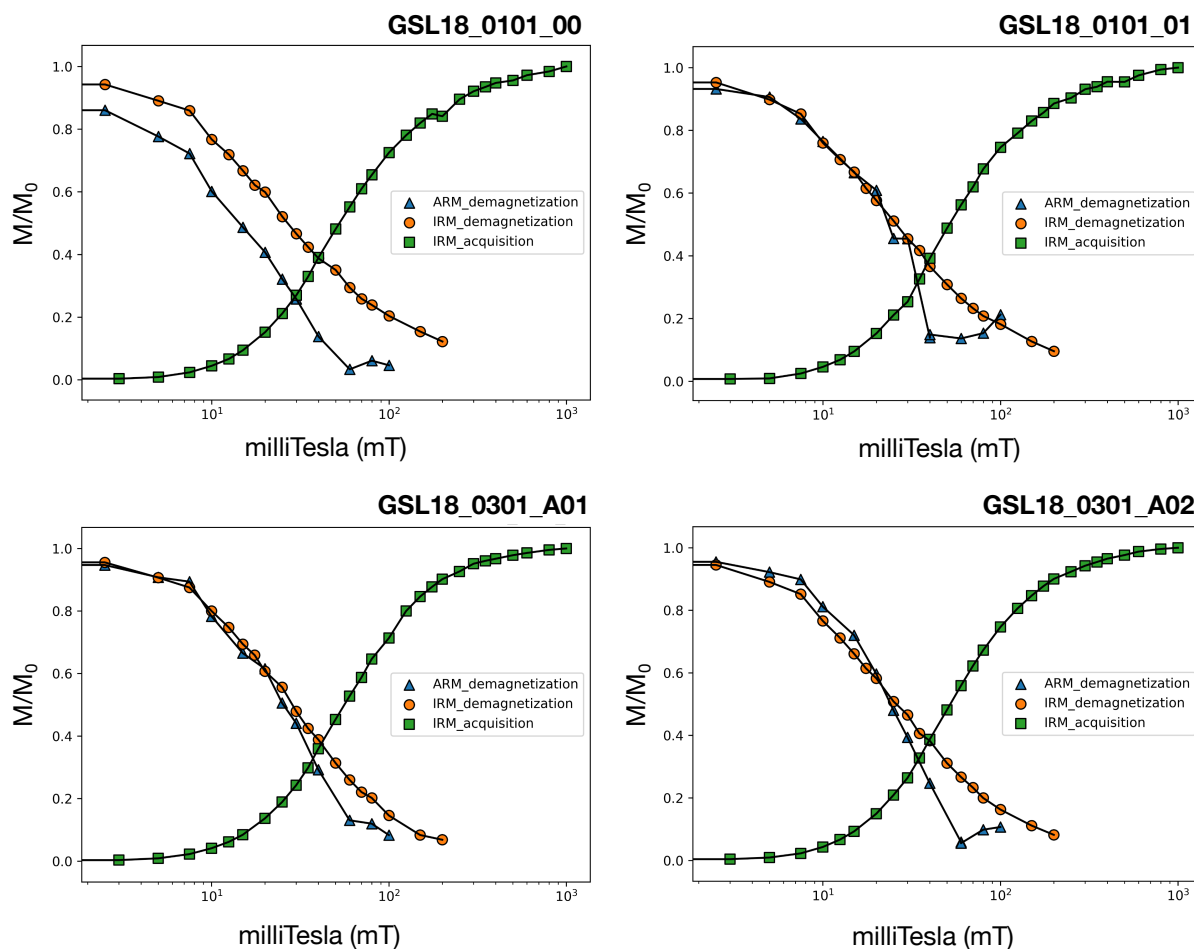 GSL18_0101_00
M/M0
1.0
0.8
0.6
0.4
0.2
0.0
ARM_demagnetization
IRM_demagnetization
IRM_acquisition
10^1
10^2
10^3
milliTesla (mT)
GSL18_0101_01
M/M0
1.0
0.8
0.6
0.4
0.2
0.0
ARM_demagnetization
IRM_demagnetization
IRM_acquisition
10^1
10^2
10^3
milliTesla (mT)
GSL18_0301_A01
M/M0
1.0
0.8
0.6
0.4
0.2
0.0
ARM_demagnetization
IRM_demagnetization
IRM_acquisition
10^1
10^2
10^3
milliTesla (mT)
GSL18_0301_A02
M/M0
1.0
0.8
0.6
0.4
0.2
0.0
ARM_demagnetization
IRM_demagnetization
IRM_acquisition
10^1
10^2
10^3
milliTesla (mT)